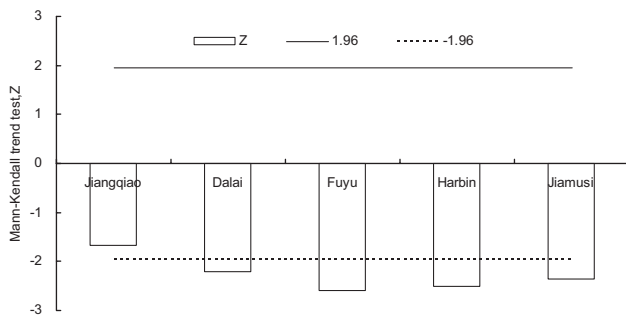 3
Z
1.96
-1.96
2
1
0
Jiangqiao
Dalai
Fuyu
Harbin
Jiamusi
-1
-2
-3
Mann-Kendall trend test,Z